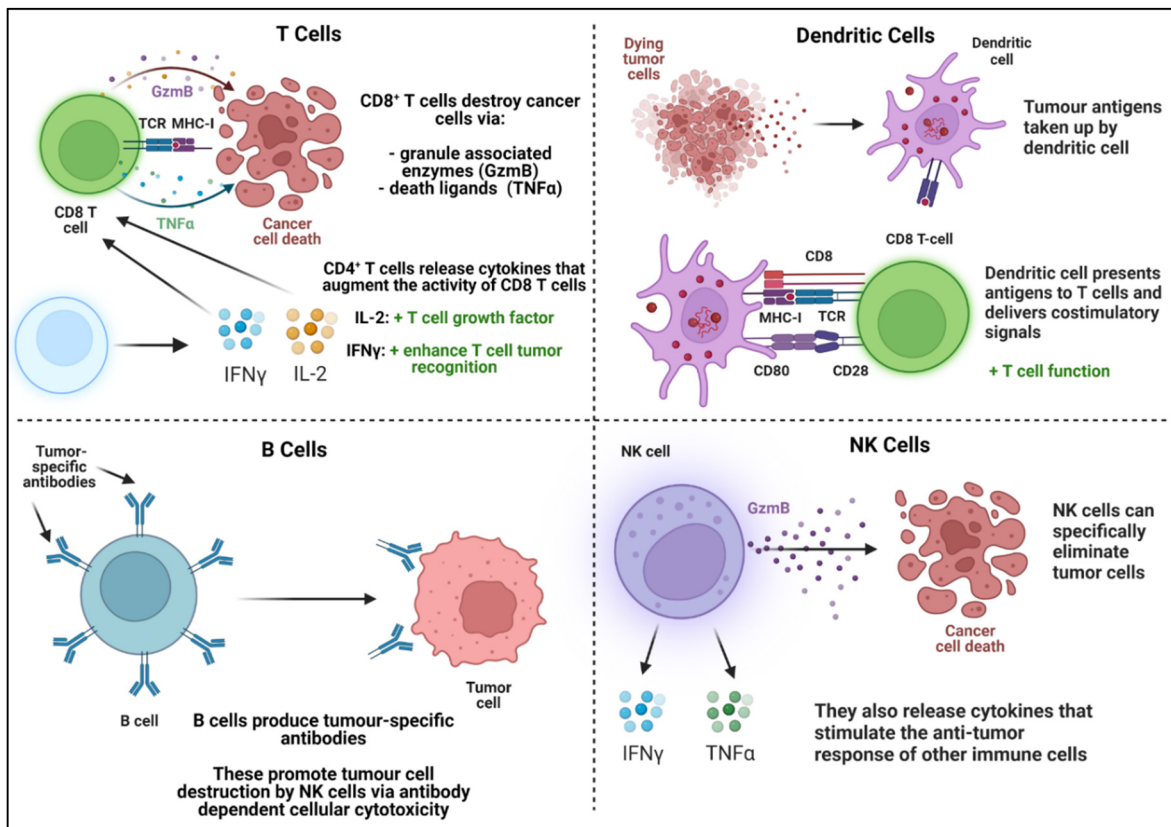 T Cells
GzmB
TCR MHC-I
TNFα
CD8 T
cell
Cancer
cell death
CD8⁺ T cells destroy cancer
cells via:
- granule associated
enzymes (GzmB)
- death ligands (TNFα)
CD4⁺ T cells release cytokines that
augment the activity of CD8 T cells
IL-2: + T cell growth factor
IFNγ: + enhance T cell tumor
recognition
IFNγ
IL-2
Dendritic Cells
Dying
tumor
cells
Dendritic
cell
Tumour antigens
taken up by
dendritic cell
CD8 T-cell
CD8
MHC-I
TCR
CD80
CD28
Dendritic cell presents
antigens to T cells and
delivers costimulatory
signals
+ T cell function
B Cells
Tumor-
specific
antibodies
B cell
Tumor
cell
B cells produce tumour-specific
antibodies
These promote tumour cell
destruction by NK cells via antibody
dependent cellular cytotoxicity
NK Cells
NK cell
GzmB
Cancer
cell death
NK cells can
specifically
eliminate
tumor cells
IFNγ
TNFα
They also release cytokines that
stimulate the anti-tumor
response of other immune cells